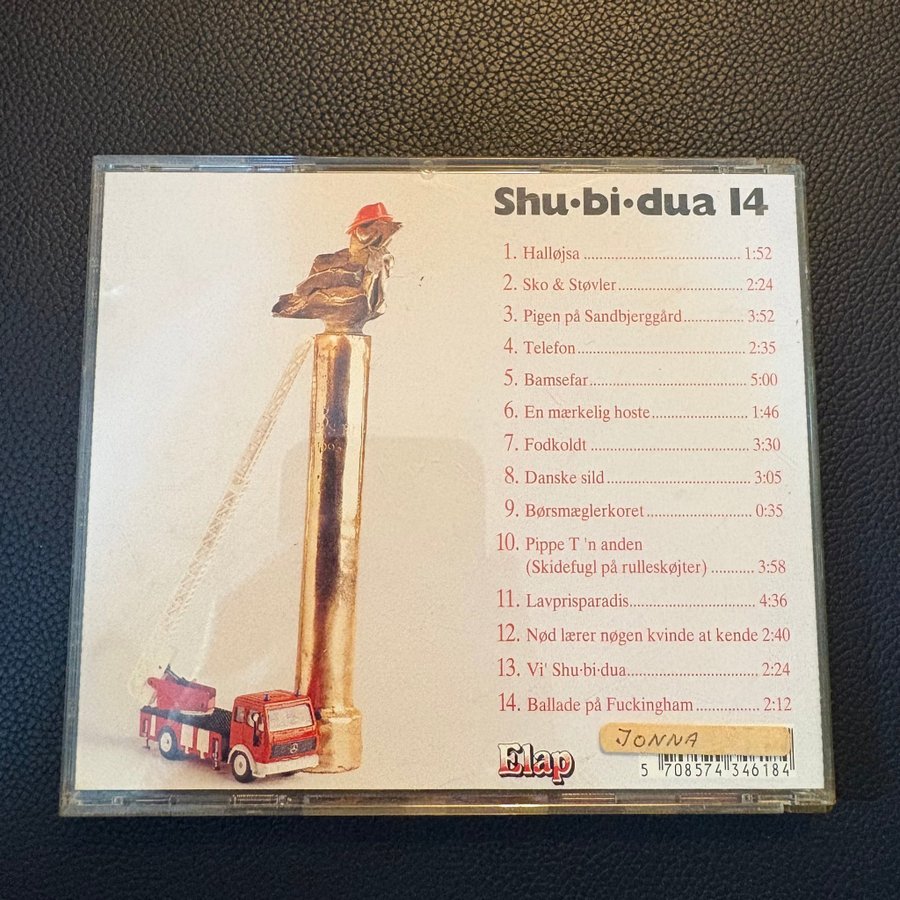 Shu•bi•dua 14
1. Halløjsa ........................................ 1:52
2. Sko & Støvler................................ 2:24
3. Pigen på Sandbjerggård............... 3:52
4. Telefon........................................... 2:35
5. Bamsefar........................................ 5:00
6. En mærkelig hoste......................... 1:46
7. Fodkoldt ......................................... 3:30
8. Danske sild..................................... 3:05
9. Børsmæglerkoret........................... 0:35
10. Pippe T 'n anden
(Skidefugl på rulleskøjter) ........... 3:58
11. Lavprisparadis................................ 4:36
12. Nød lærer nøgen kvinde at kende 2:40
13. Vi' Shu·bi·dua.................................. 2:24
14. Ballade på Fuckingham ................ 2:12
JONNA
Elap
5 708574 346184